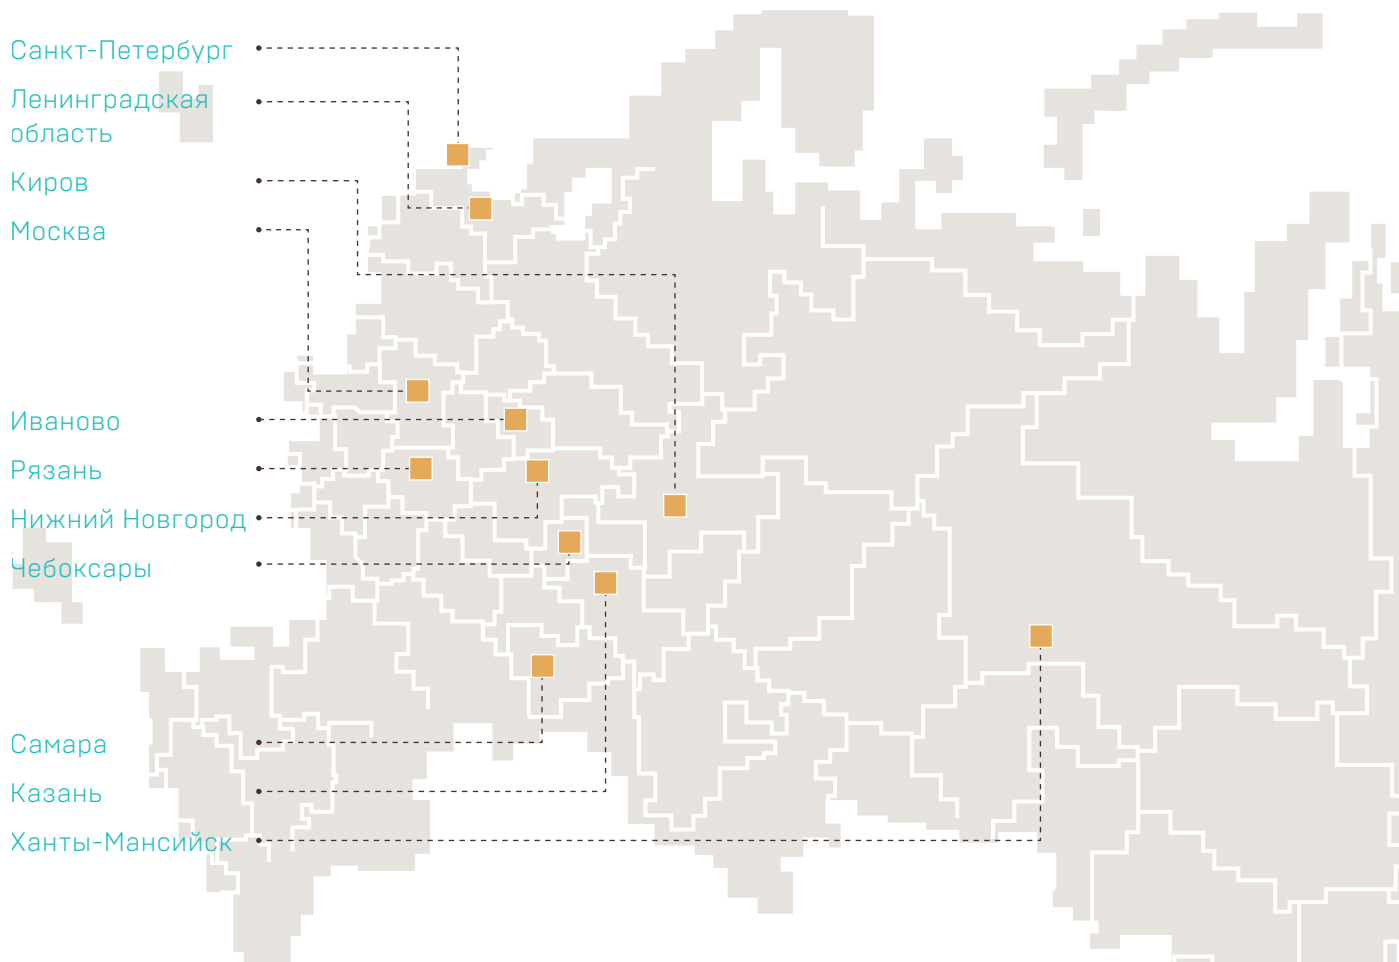 Санкт-Петербург
Ленинградская
область
Киров
Москва
Иваново
Рязань
Нижний Новгород
Чебоксары
Самара
Казань
Ханты-Мансийск